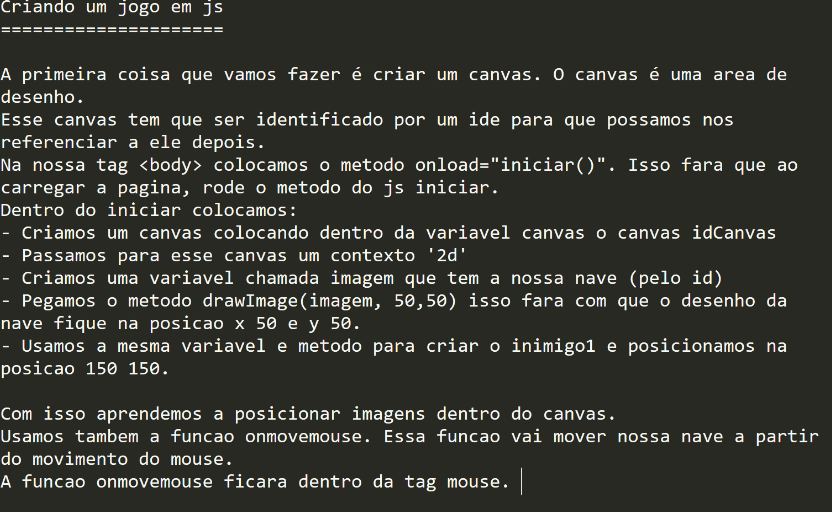 Criando um jogo em js
=====================
A primeira coisa que vamos fazer é criar um canvas. O canvas é uma area de
desenho.
Esse canvas tem que ser identificado por um ide para que possamos nos
referenciar a ele depois.
Na nossa tag <body> colocamos o metodo onload="iniciar()". Isso fara que ao
carregar a pagina, rode o metodo do js iniciar.
Dentro do iniciar colocamos:
- Criamos um canvas colocando dentro da variavel canvas o canvas idCanvas
- Passamos para esse canvas um contexto '2d'
- Criamos uma variavel chamada imagem que tem a nossa nave (pelo id)
- Pegamos o metodo drawImage(imagem, 50,50) isso fara com que o desenho da
nave fique na posicao x 50 e y 50.
- Usamos a mesma variavel e metodo para criar o inimigo1 e posicionamos na
posicao 150 150.
Com isso aprendemos a posicionar imagens dentro do canvas.
Usamos tambem a funcao onmovemouse. Essa funcao vai mover nossa nave a partir
do movimento do mouse.
A funcao onmovemouse ficara dentro da tag mouse.